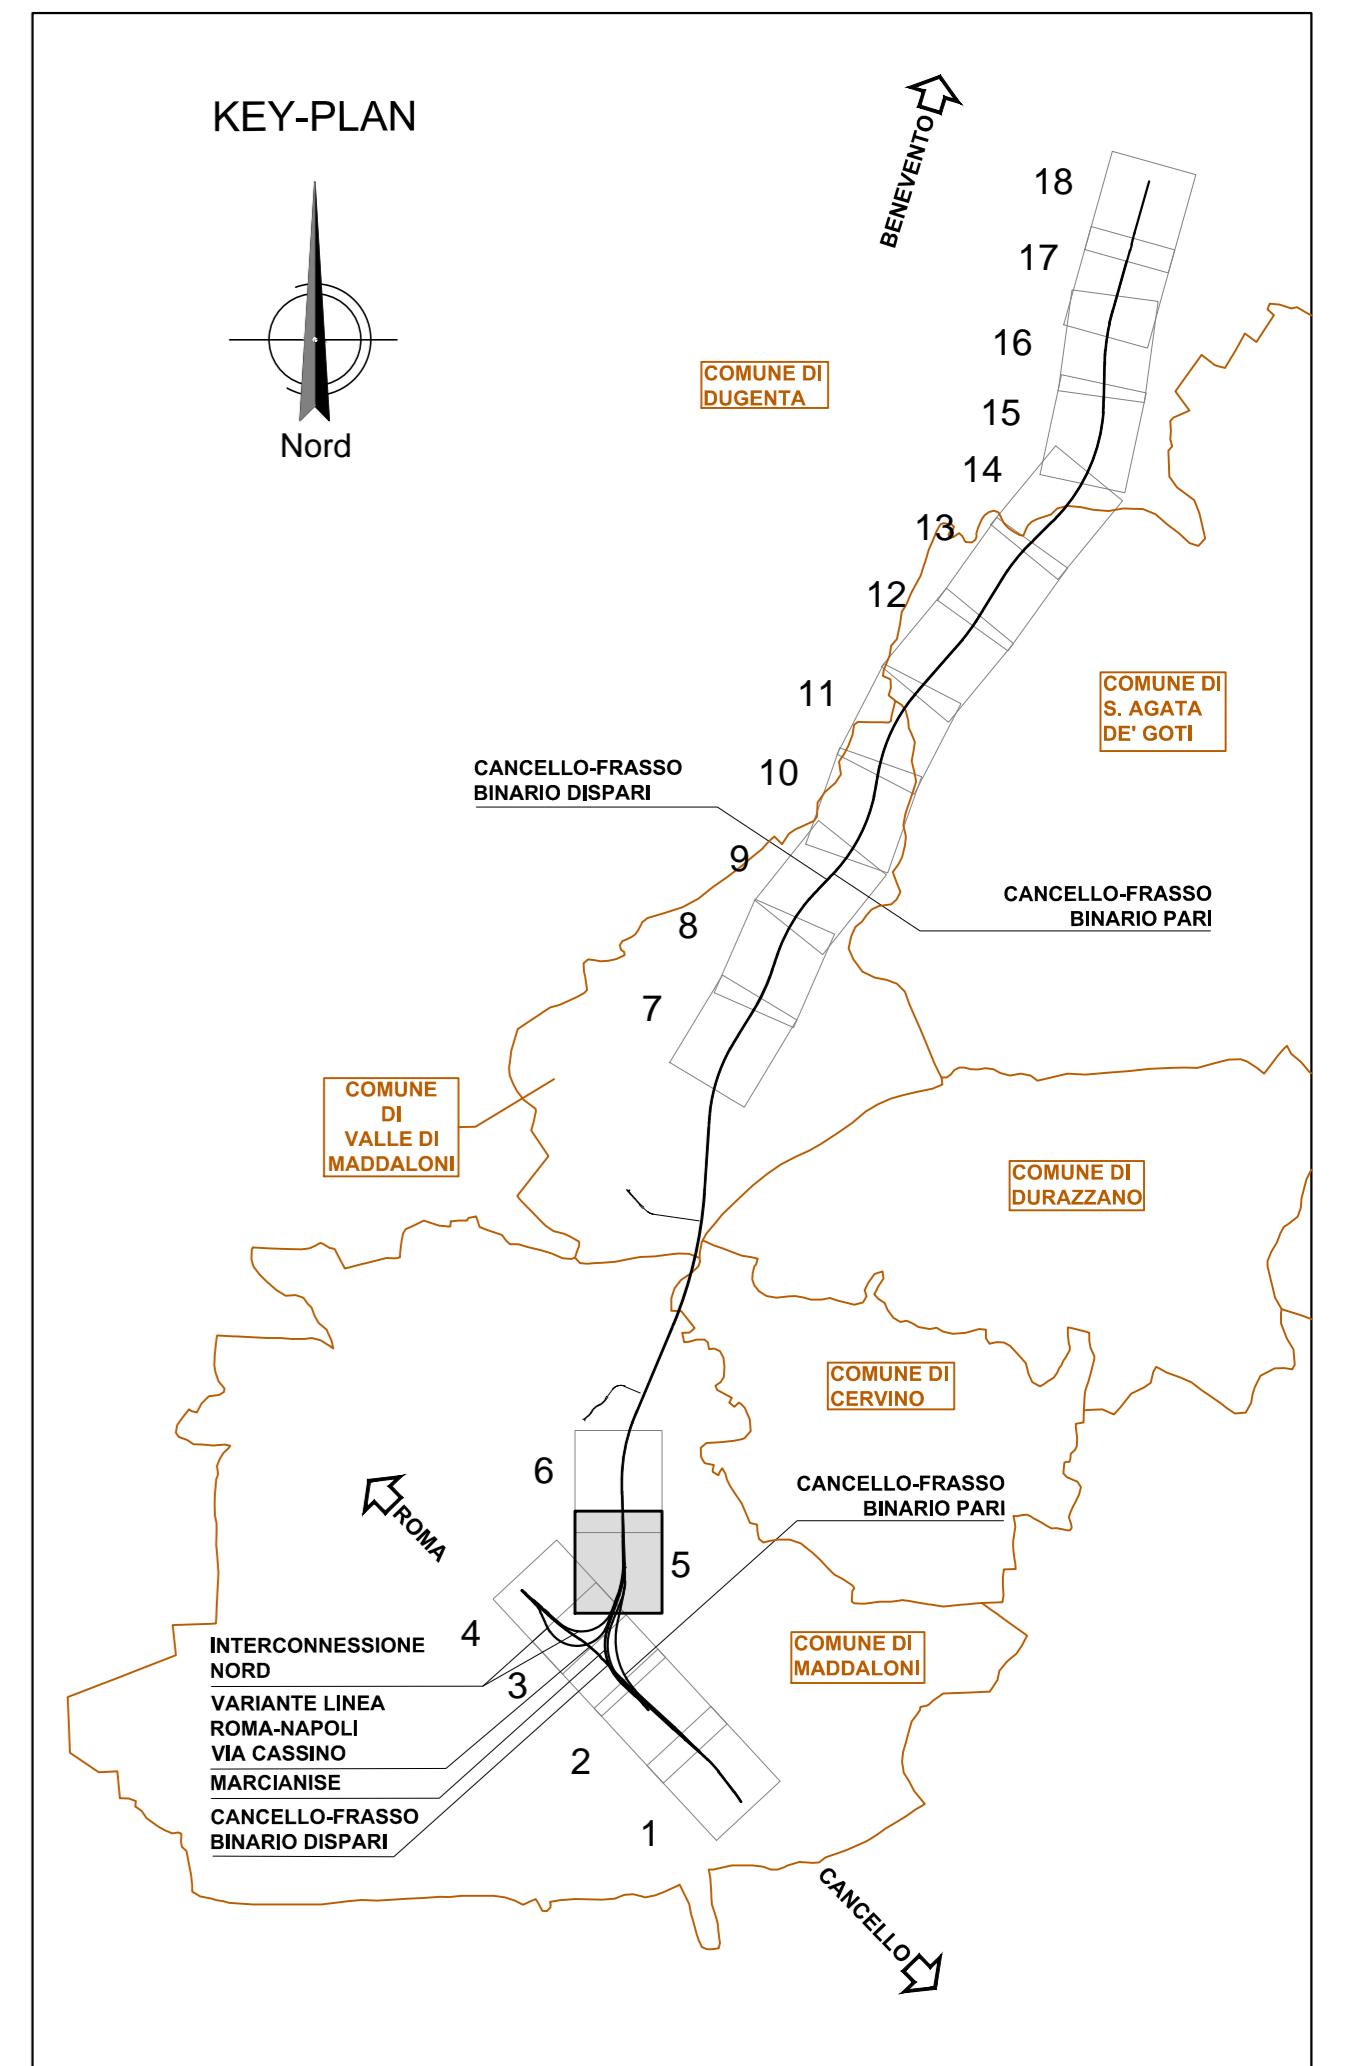 KEY-PLAN
Nord
BENEVENTO
18
17
16
15
14
13
12
11
10
9
8
7
COMUNE DI
DUGENTA
COMUNE DI
S. AGATA
DE' GOTI
CANCELLO-FRASSO
BINARIO DISPARI
CANCELLO-FRASSO
BINARIO PARI
COMUNE
DI
VALLE DI
MADDALONI
COMUNE DI
DURAZZANO
COMUNE DI
CERVINO
6
CANCELLO-FRASSO
BINARIO PARI
ROMA
5
4
3
2
1
COMUNE DI
MADDALONI
INTERCONNESSIONE
NORD
VARIANTE LINEA
ROMA-NAPOLI
VIA CASSINO
MARCIANISE
CANCELLO-FRASSO
BINARIO DISPARI
CANCELLO